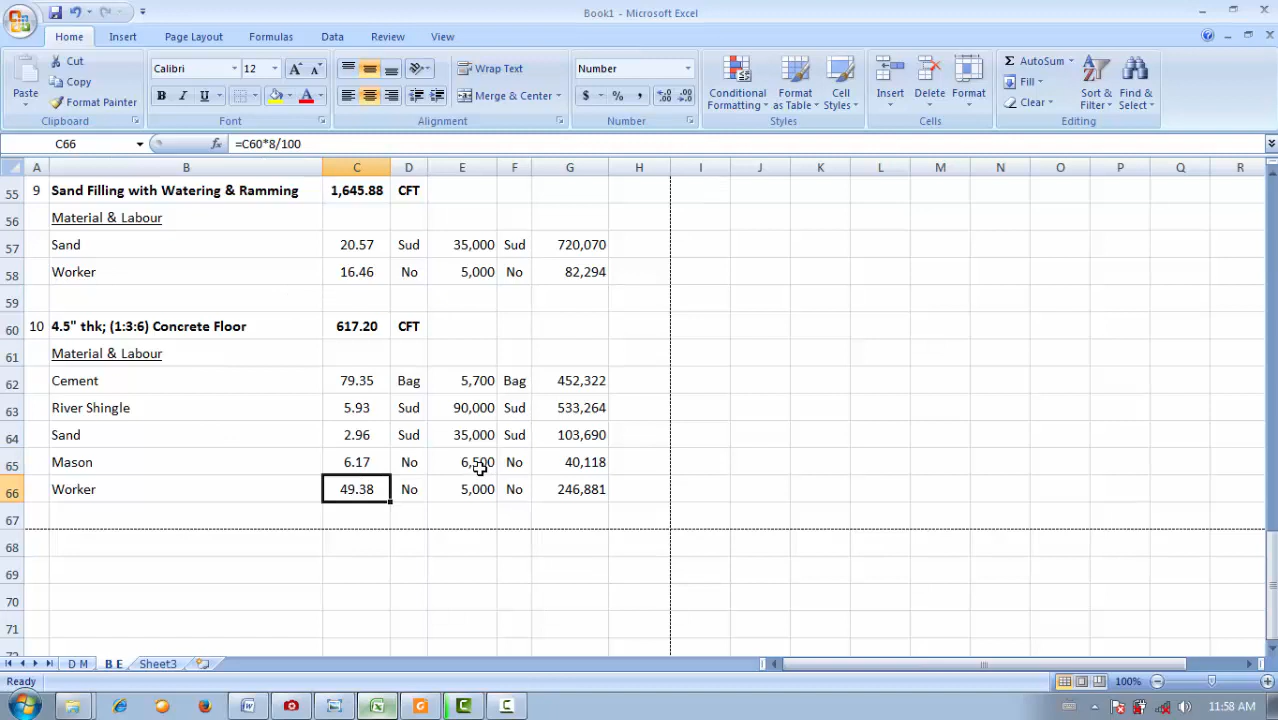 Book1 - Microsoft Excel
Home Insert Page Layout Formulas Data Review View
Paste
Cut
Copy
Format Painter
Clipboard
Calibri 12
B I U
Font
Wrap Text
Merge & Center
Alignment
Number
$ % ,
Number
Conditional Formatting
Format as Table
Cell Styles
Styles
Insert Delete Format
Cells
AutoSum
Fill
Clear
Sort & Filter
Find & Select
Editing
C66 fx =C60*8/100
A B C D E F G H I J K L M N O P Q R
55 9 Sand Filling with Watering & Ramming 1,645.88 CFT
56 Material & Labour
57 Sand 20.57 Sud 35,000 Sud 720,070
58 Worker 16.46 No 5,000 No 82,294
59
60 10 4.5" thk; (1:3:6) Concrete Floor 617.20 CFT
61 Material & Labour
62 Cement 79.35 Bag 5,700 Bag 452,322
63 River Shingle 5.93 Sud 90,000 Sud 533,264
64 Sand 2.96 Sud 35,000 Sud 103,690
65 Mason 6.17 No 6,500 No 40,118
66 Worker 49.38 No 5,000 No 246,881
67
68
69
70
71
D M B E Sheet3
Ready 100%
11:58 AM